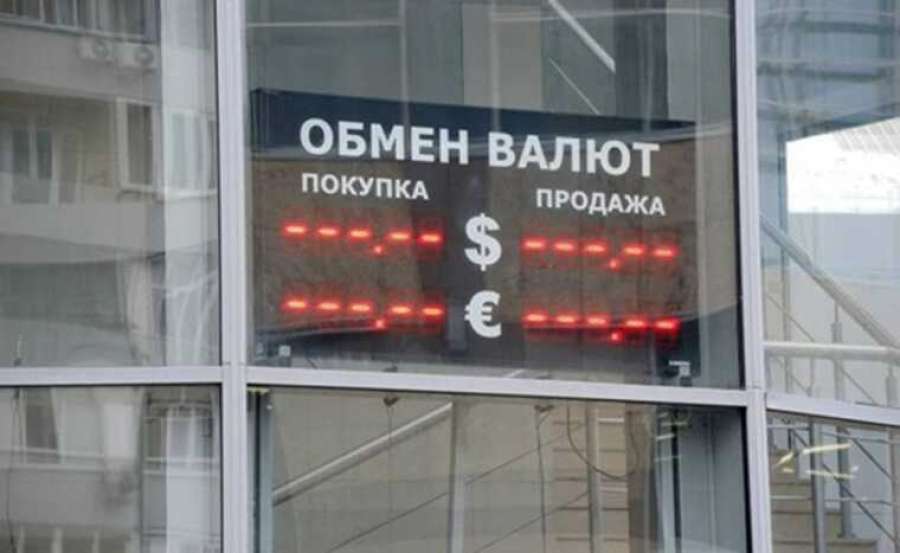 ОБМЕН ВАЛЮТ
ПОКУПКА ПРОДАЖА
---.-- $ ---.--
---.-- € ---.--